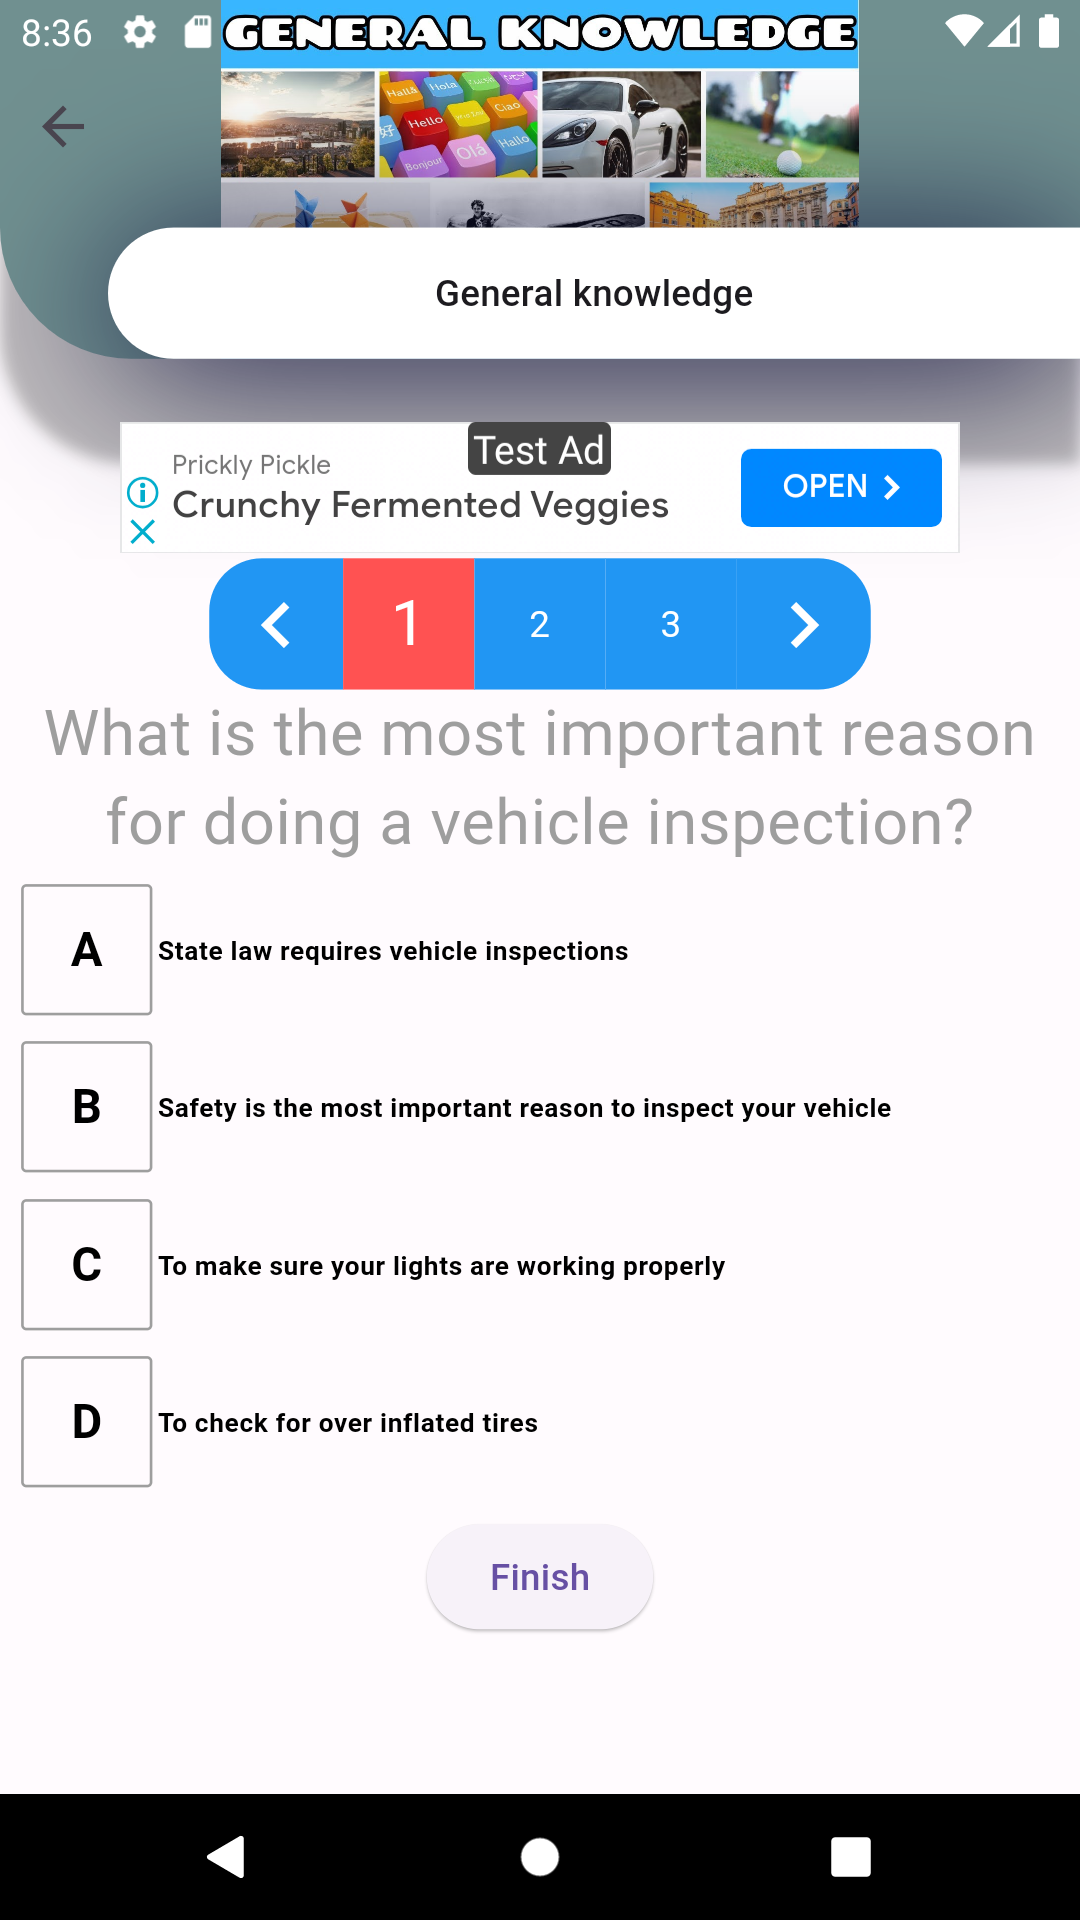 8:36
GENERAL KNOWLEDGE
Hallå
Hola
Hello
Ciao
好
Bonjour
Olá
Hallo
General knowledge
Test Ad
Prickly Pickle
Crunchy Fermented Veggies
OPEN
1 2 3
What is the most important reason
for doing a vehicle inspection?
A State law requires vehicle inspections
B Safety is the most important reason to inspect your vehicle
C To make sure your lights are working properly
D To check for over inflated tires
Finish